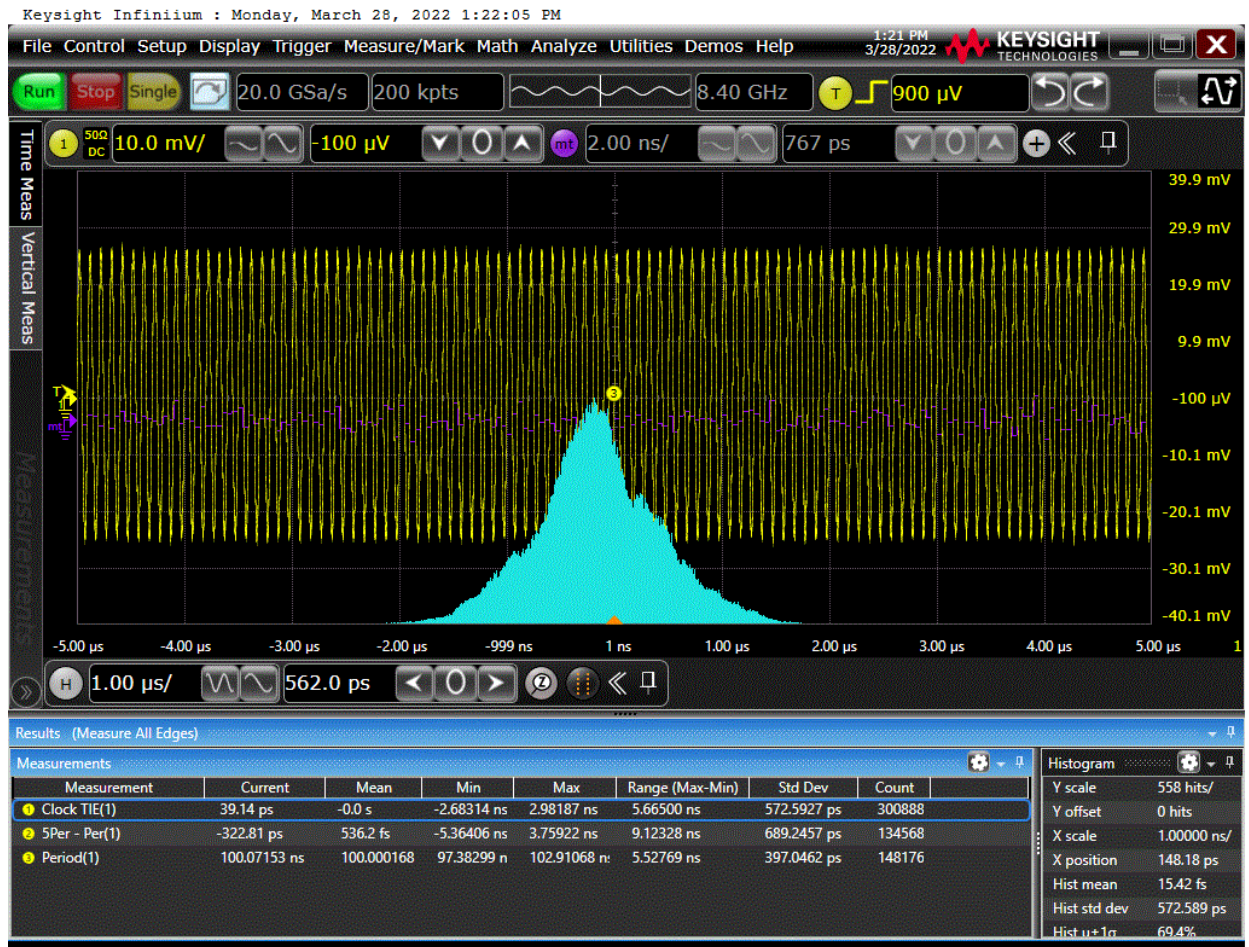 Keysight Infiniium : Monday, March 28, 2022 1:22:05 PM
File Control Setup Display Trigger Measure/Mark Math Analyze Utilities Demos Help
1:21 PM
3/28/2022
KEYSIGHT
TECHNOLOGIES
X
Run Stop Single 20.0 GSa/s 200 kpts 8.40 GHz T 900 µV
Time Meas
Vertical Meas
Measurements
1 50Ω DC 10.0 mV/ -100 µV 0 mt 2.00 ns/ 767 ps 0 +
39.9 mV
29.9 mV
19.9 mV
9.9 mV
-100 µV
-10.1 mV
-20.1 mV
-30.1 mV
-40.1 mV
T
mt
3
-5.00 µs -4.00 µs -3.00 µs -2.00 µs -999 ns 1 ns 1.00 µs 2.00 µs 3.00 µs 4.00 µs 5.00 µs 1
H 1.00 µs/ 562.0 ps 0 Z
Results (Measure All Edges)
Measurements
Measurement Current Mean Min Max Range (Max-Min) Std Dev Count
1 Clock TIE(1) 39.14 ps -0.0 s -2.68314 ns 2.98187 ns 5.66500 ns 572.5927 ps 300888
2 5Per - Per(1) -322.81 ps 536.2 fs -5.36406 ns 3.75922 ns 9.12328 ns 689.2457 ps 134568
3 Period(1) 100.07153 ns 100.000168 97.38299 n 102.91068 n 5.52769 ns 397.0462 ps 148176
Histogram
Y scale 558 hits/
Y offset 0 hits
X scale 1.00000 ns/
X position 148.18 ps
Hist mean 15.42 fs
Hist std dev 572.589 ps
Hist µ±1σ 69.4%